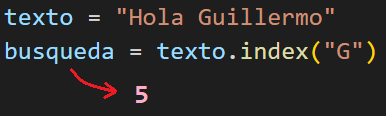 texto = "Hola Guillermo"
busqueda = texto.index("G")
5